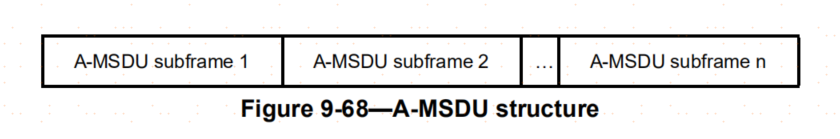 A-MSDU subframe 1 A-MSDU subframe 2 ... A-MSDU subframe n
Figure 9-68—A-MSDU structure